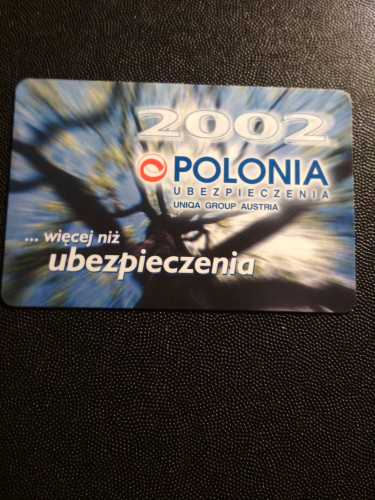 2002
POLONIA
UBEZPIECZENIA
UNIQA GROUP AUSTRIA
... więcej niż
ubezpieczenia